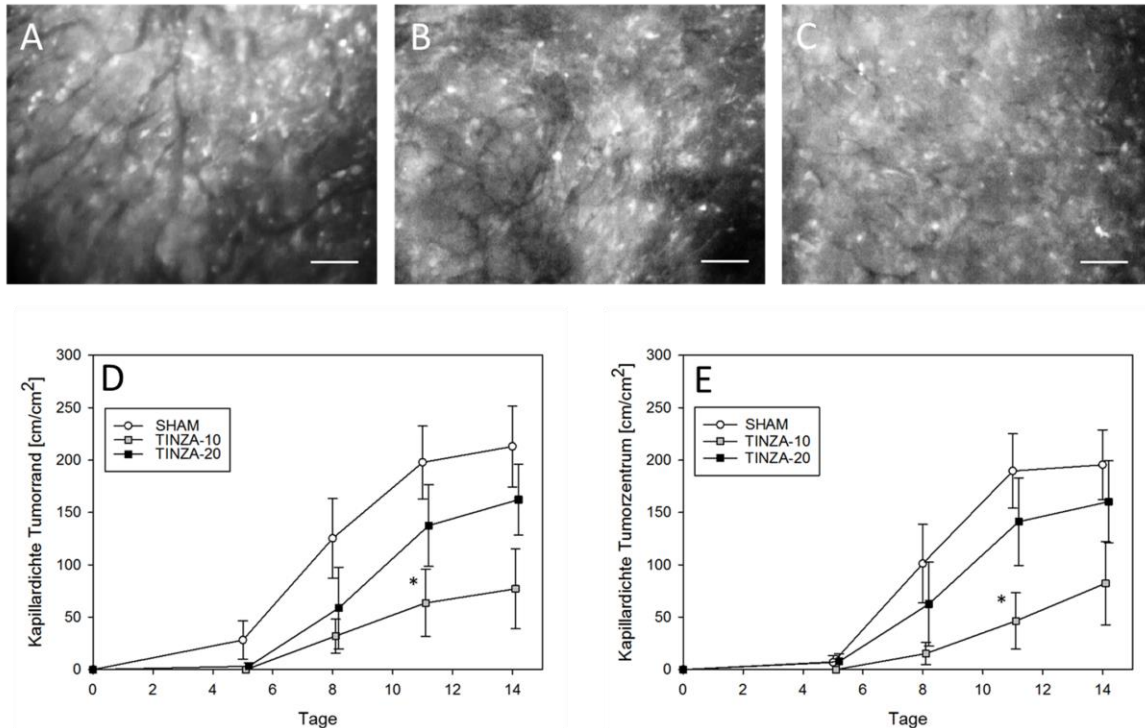 A
B
C
D
Kapillardichte Tumorrand [cm/cm²]
300
250
200
150
100
50
0
SHAM
TINZA-10
TINZA-20
*
0 2 4 6 8 10 12 14
Tage
E
Kapillardichte Tumorzentrum [cm/cm²]
300
250
200
150
100
50
0
SHAM
TINZA-10
TINZA-20
*
0 2 4 6 8 10 12 14
Tage